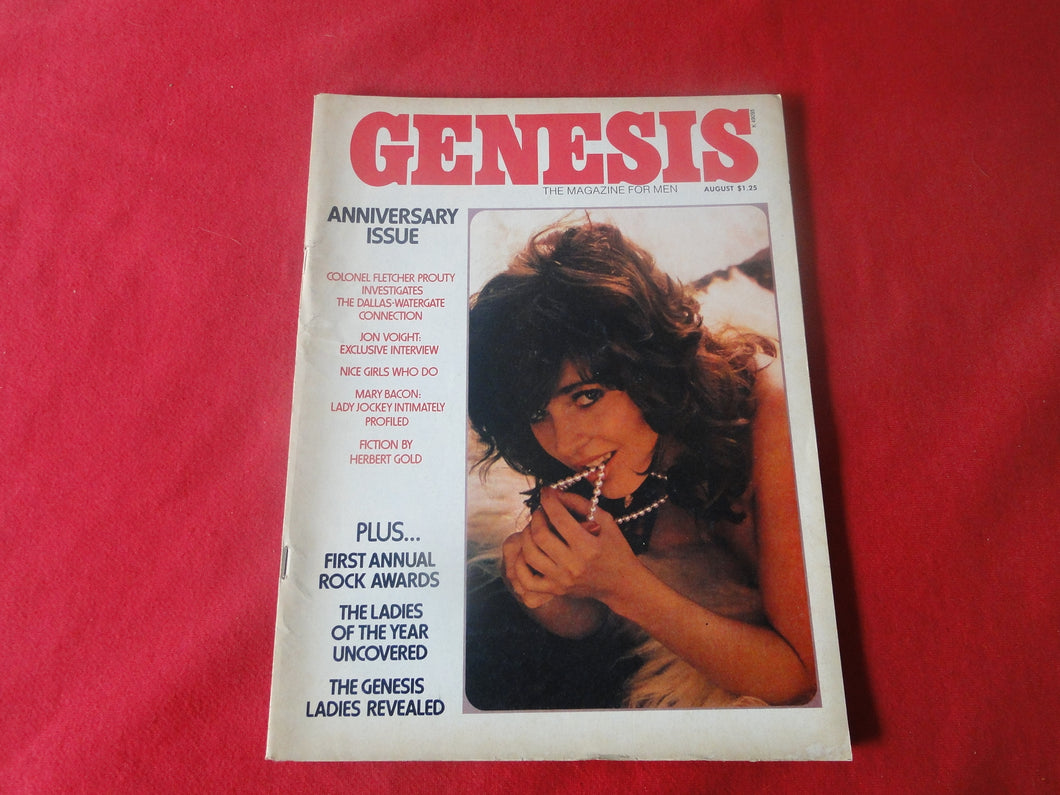 GENESIS
THE MAGAZINE FOR MEN
AUGUST $1.25
ANNIVERSARY
ISSUE
COLONEL FLETCHER PROUTY
INVESTIGATES
THE DALLAS-WATERGATE
CONNECTION
JON VOIGHT:
EXCLUSIVE INTERVIEW
NICE GIRLS WHO DO
MARY BACON:
LADY JOCKEY INTIMATELY
PROFILED
FICTION BY
HERBERT GOLD
PLUS...
FIRST ANNUAL
ROCK AWARDS
THE LADIES
OF THE YEAR
UNCOVERED
THE GENESIS
LADIES REVEALED